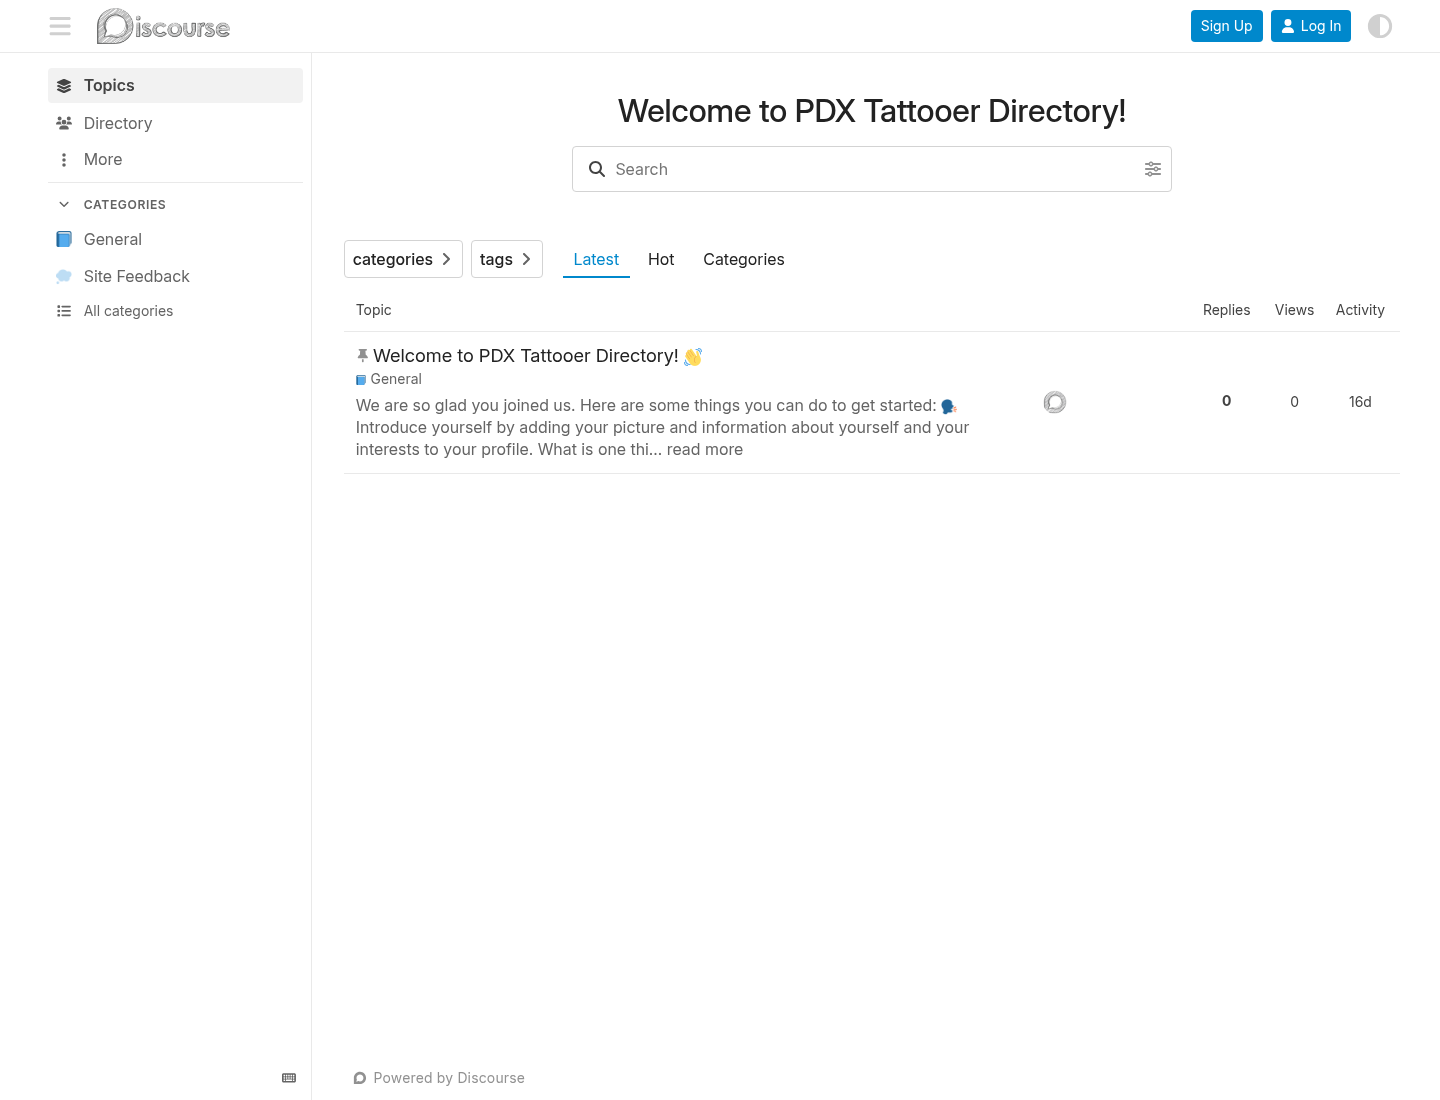 Discourse
Sign Up
Log In
Topics
Directory
More
CATEGORIES
General
Site Feedback
All categories
Welcome to PDX Tattooer Directory!
Search
categories
tags
Latest
Hot
Categories
Topic
Replies
Views
Activity
Welcome to PDX Tattooer Directory!
General
We are so glad you joined us. Here are some things you can do to get started:
Introduce yourself by adding your picture and information about yourself and your
interests to your profile. What is one thi... read more
0
0
16d
Powered by Discourse